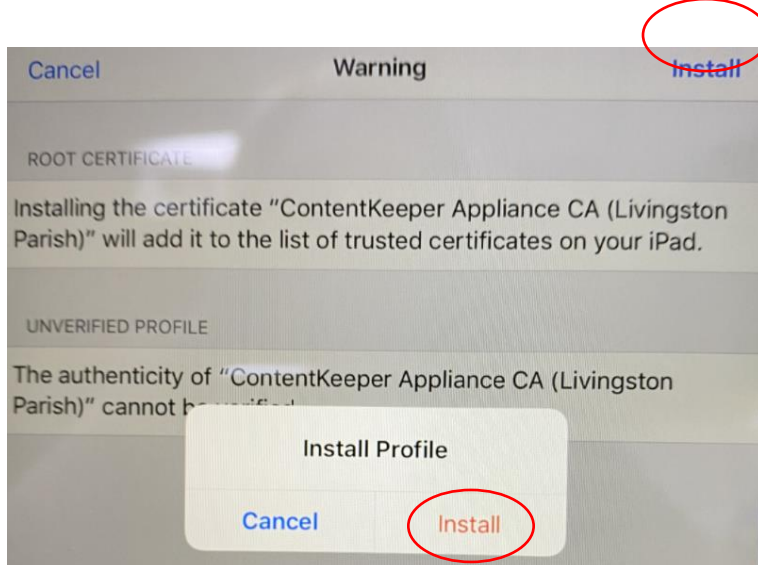 Cancel Warning Install
ROOT CERTIFICATE
Installing the certificate "ContentKeeper Appliance CA (Livingston
Parish)" will add it to the list of trusted certificates on your iPad.
UNVERIFIED PROFILE
The authenticity of "ContentKeeper Appliance CA (Livingston
Parish)" cannot
Install Profile
Cancel Install